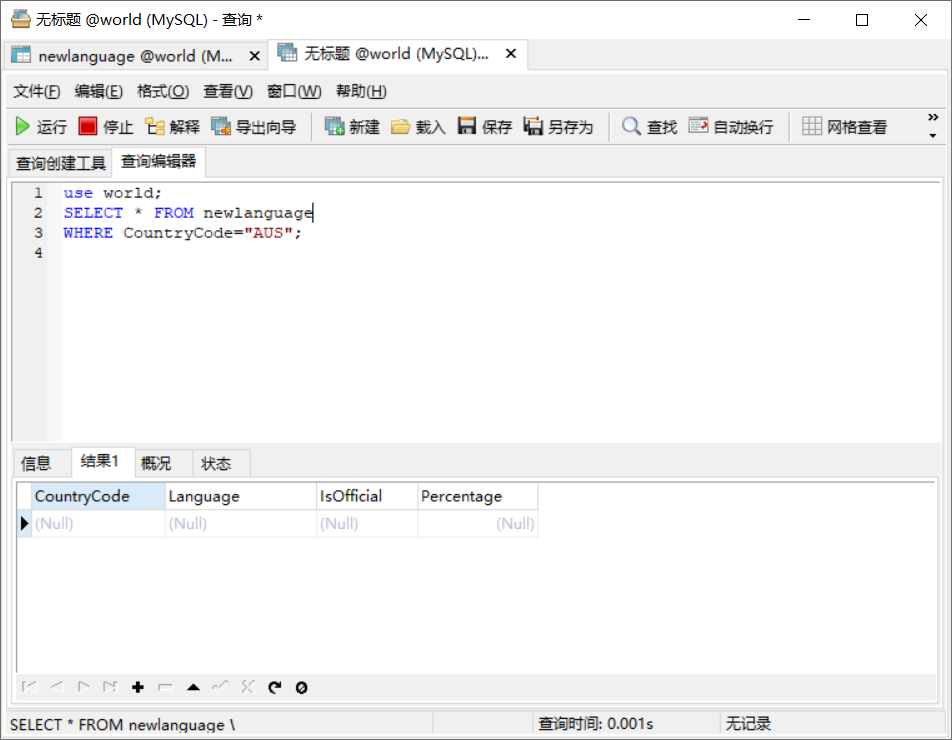 无标题 @world (MySQL) - 查询 *
newlanguage @world (M... 无标题 @world (MySQL)...
文件(F) 编辑(E) 格式(O) 查看(V) 窗口(W) 帮助(H)
运行 停止 解释 导出向导 新建 载入 保存 另存为 查找 自动换行 网格查看
查询创建工具 查询编辑器
1 use world;
2 SELECT * FROM newlanguage
3 WHERE CountryCode="AUS";
4
信息 结果1 概况 状态
CountryCode Language IsOfficial Percentage
(Null) (Null) (Null) (Null)
SELECT * FROM newlanguage \ 查询时间: 0.001s 无记录